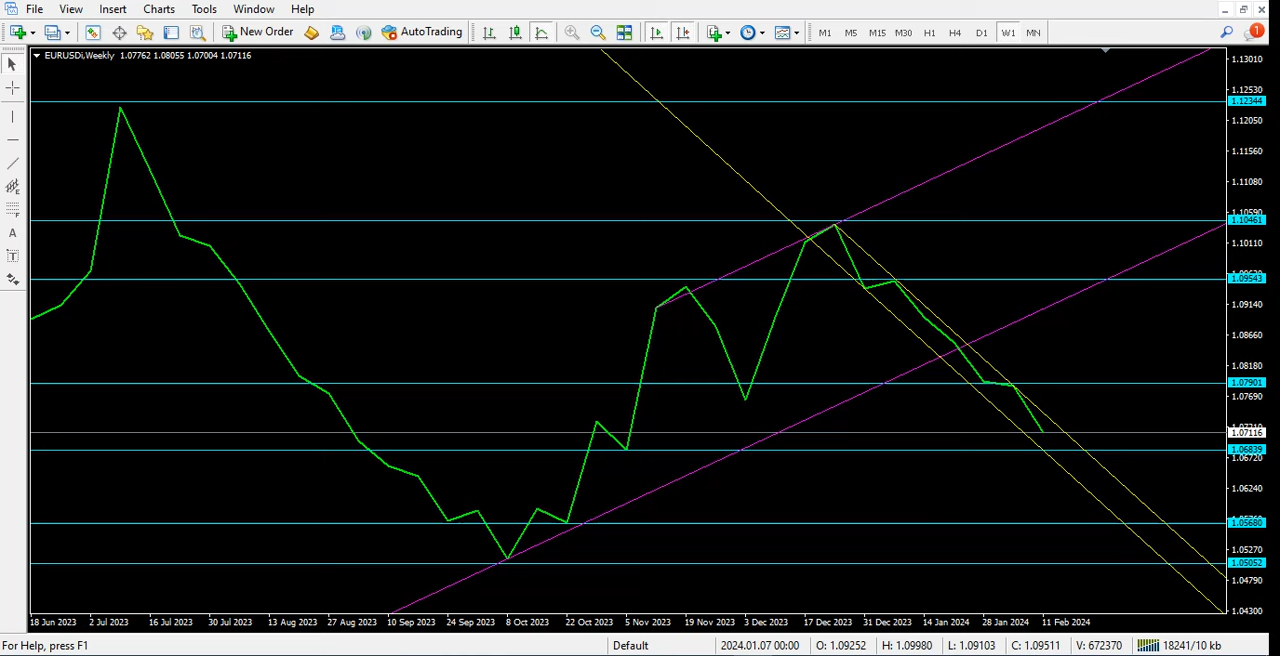 File View Insert Charts Tools Window Help
New Order AutoTrading M1 M5 M15 M30 H1 H4 D1 W1 MN 1
EURUSDi,Weekly 1.07762 1.08055 1.07004 1.07116
1.13010
1.12530
1.12344
1.12050
1.11560
1.11080
1.10590
1.10461
1.10110
1.09543
1.09140
1.08660
1.08180
1.07901
1.07690
1.07116
1.06839
1.06720
1.06240
1.05680
1.05270
1.05052
1.04790
1.04300
E
F
A
T
18 Jun 2023 2 Jul 2023 16 Jul 2023 30 Jul 2023 13 Aug 2023 27 Aug 2023 10 Sep 2023 24 Sep 2023 8 Oct 2023 22 Oct 2023 5 Nov 2023 19 Nov 2023 3 Dec 2023 17 Dec 2023 31 Dec 2023 14 Jan 2024 28 Jan 2024 11 Feb 2024
For Help, press F1 Default 2024.01.07 00:00 O: 1.09252 H: 1.09980 L: 1.09103 C: 1.09511 V: 672370 18241/10 kb